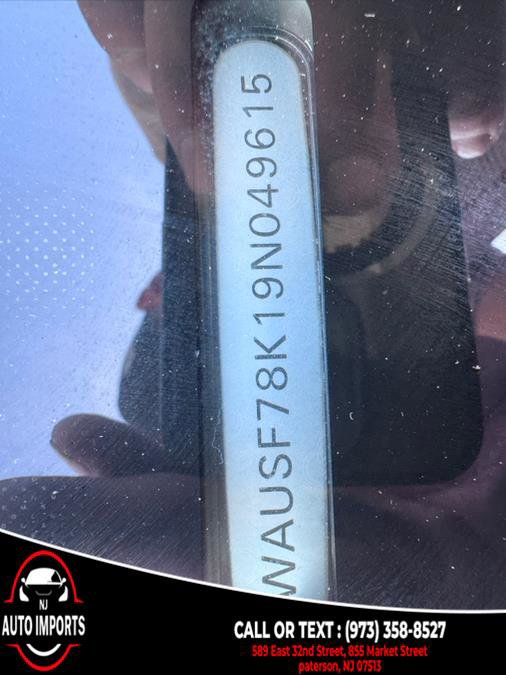 WAUSF78K19N049615
NJ
AUTO IMPORTS
CALL OR TEXT : (973) 358-8527
589 East 32nd Street, 855 Market Street
paterson, NJ 07513